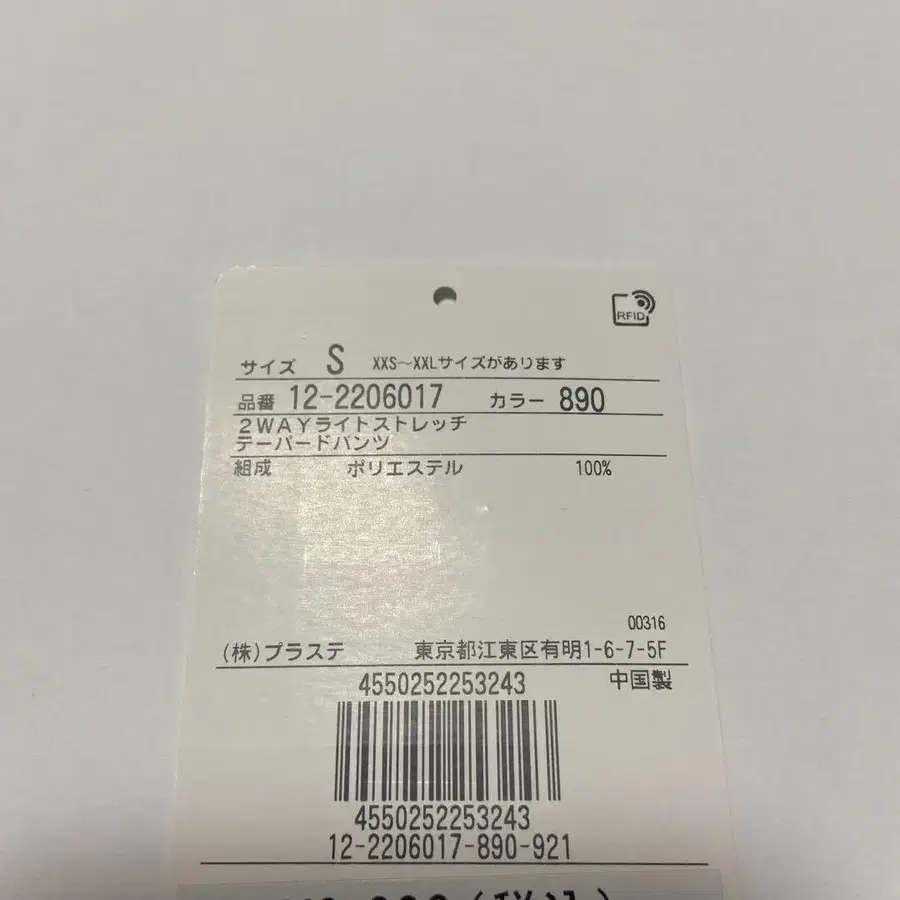 RFID
サイズ S XXS～XXLサイズがあります
品番 12-2206017 カラー 890
2WAYライトストレッチ
テーパードパンツ
組成 ポリエステル 100%
00316
(株)プラステ 東京都江東区有明1-6-7-5F
4550252253243 中国製
4550252253243
12-2206017-890-921